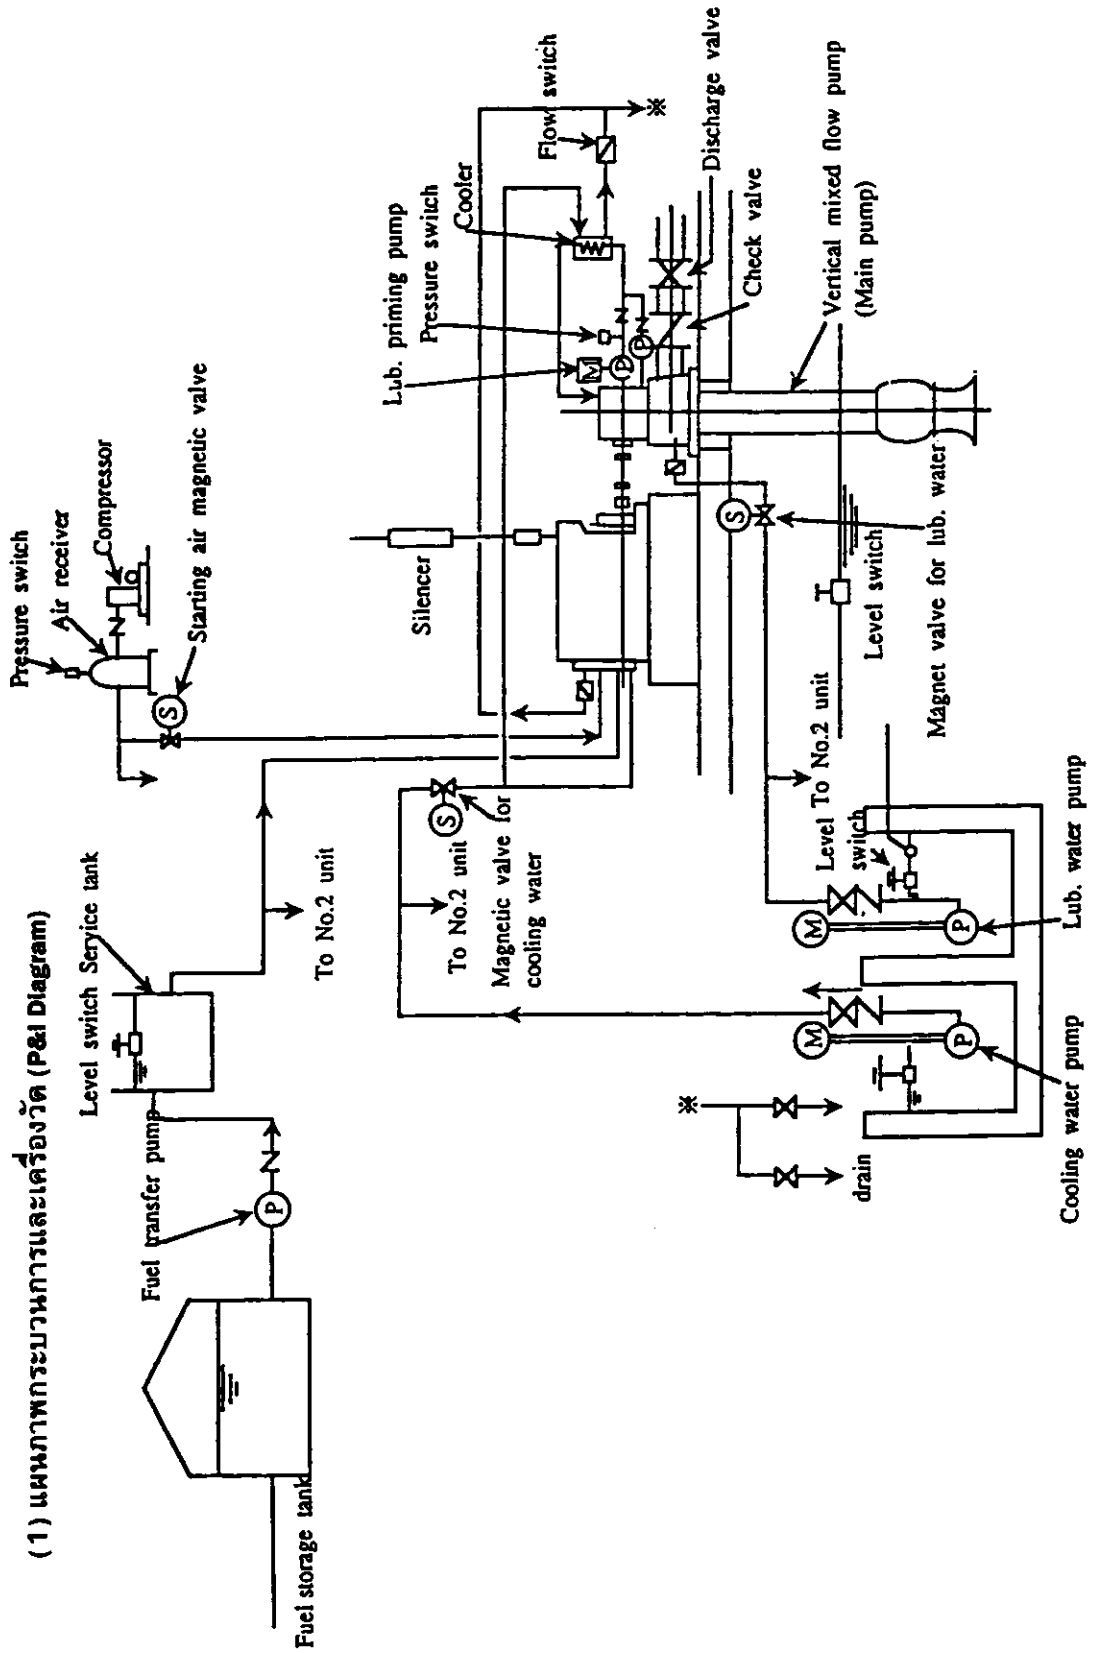 (1) แผนภาพกระบวนการและเครื่องวัด (P&I Diagram)
Pressure switch
Air receiver
Compressor
Starting air magnetic valve
Level switch Service tank
Fuel transfer pump
P
Fuel storage tank
To No.2 unit
S
S
To No.2 unit
Magnetic valve for
cooling water
Silencer
Lub. priming pump
Pressure switch
Cooler
Flow switch
※
M
P
P
Discharge valve
Check valve
Vertical mixed flow pump
(Main pump)
S
Magnet valve for lub. water
Level switch
To No.2 unit
Level
switch
M
P
Lub. water pump
M
P
Cooling water pump
※
drain